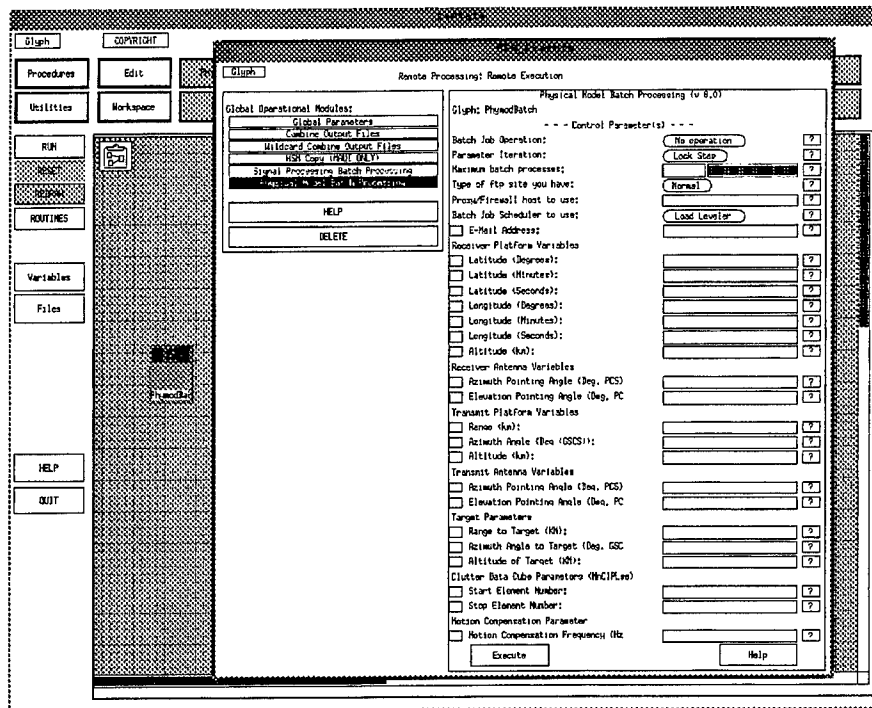 Glyph COPYRIGHT
Procedures Edit
Utilities Workspace
RUN
RESET
REDRAW
ROUTINES
Variables
Files
HELP
QUIT
Glyph
Remote Processing: Remote Execution
Global Operational Modules:
Global Parameters
Combine Output Files
Wildcard Combine Output Files
HSM Copy (MADI ONLY)
Signal Processing Batch Processing
Physical Model Batch Processing
HELP
DELETE
Physical Model Batch Processing (v 8.0)
Glyph: PhymodBatch
- - - Control Parameter(s) - - -
Batch Job Operation: No operation ?
Parameter Iteration: Lock Step ?
Maximum batch processes: ?
Type of ftp site you have: Normal ?
Proxy/Firewall host to use: ?
Batch Job Scheduler to use: Load Leveler ?
E-Mail Address: ?
Receiver Platform Variables
Latitude (Degrees): ?
Latitude (Minutes): ?
Latitude (Seconds): ?
Longitude (Degrees): ?
Longitude (Minutes): ?
Longitude (Seconds): ?
Altitude (km): ?
Receiver Antenna Variables
Azimuth Pointing Angle (Deg, PCS) ?
Elevation Pointing Angle (Deg, PC ?
Transmit Platform Variables
Range (km): ?
Azimuth Angle (Deg (GSCS)): ?
Altitude (km): ?
Transmit Antenna Variables
Azimuth Pointing Angle (Deg, PCS) ?
Elevation Pointing Angle (Deg, PC ?
Target Parameters
Range to Target (KM): ?
Azimuth Angle to Target (Deg, GSC ?
Altitude of Target (KM): ?
Clutter Data Cube Parameters
Start Element Number: ?
Stop Element Number: ?
Motion Compensation Parameter
Motion Compensation Frequency (Hz ?
Execute Help